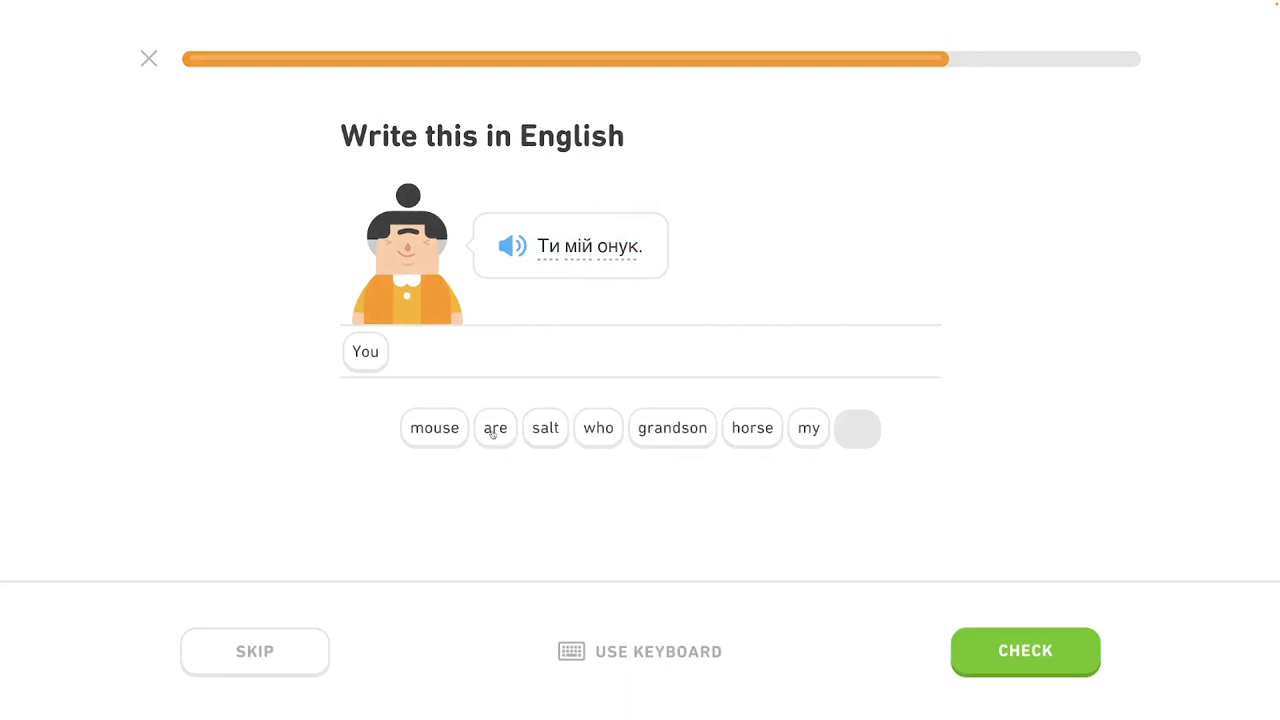 Write this in English
Ти мій онук.
You
mouse are salt who grandson horse my
SKIP
USE KEYBOARD
CHECK